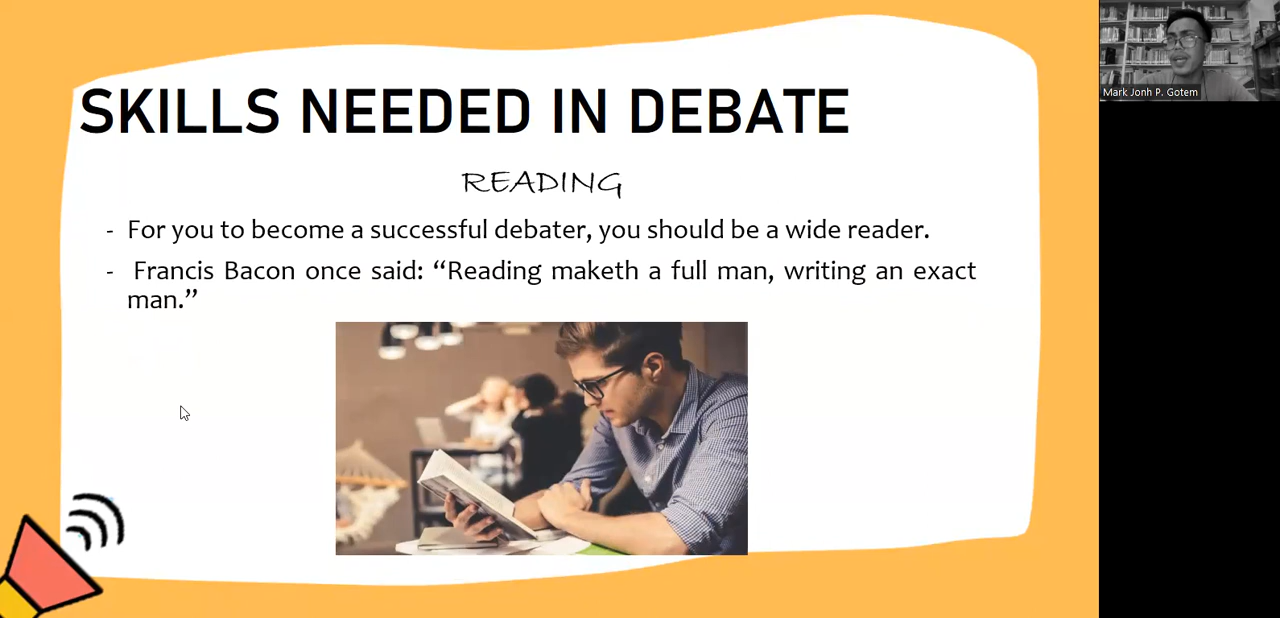 SKILLS NEEDED IN DEBATE
READING
- For you to become a successful debater, you should be a wide reader.
- Francis Bacon once said: “Reading maketh a full man, writing an exact
man.”
Mark Jonh P. Gotem